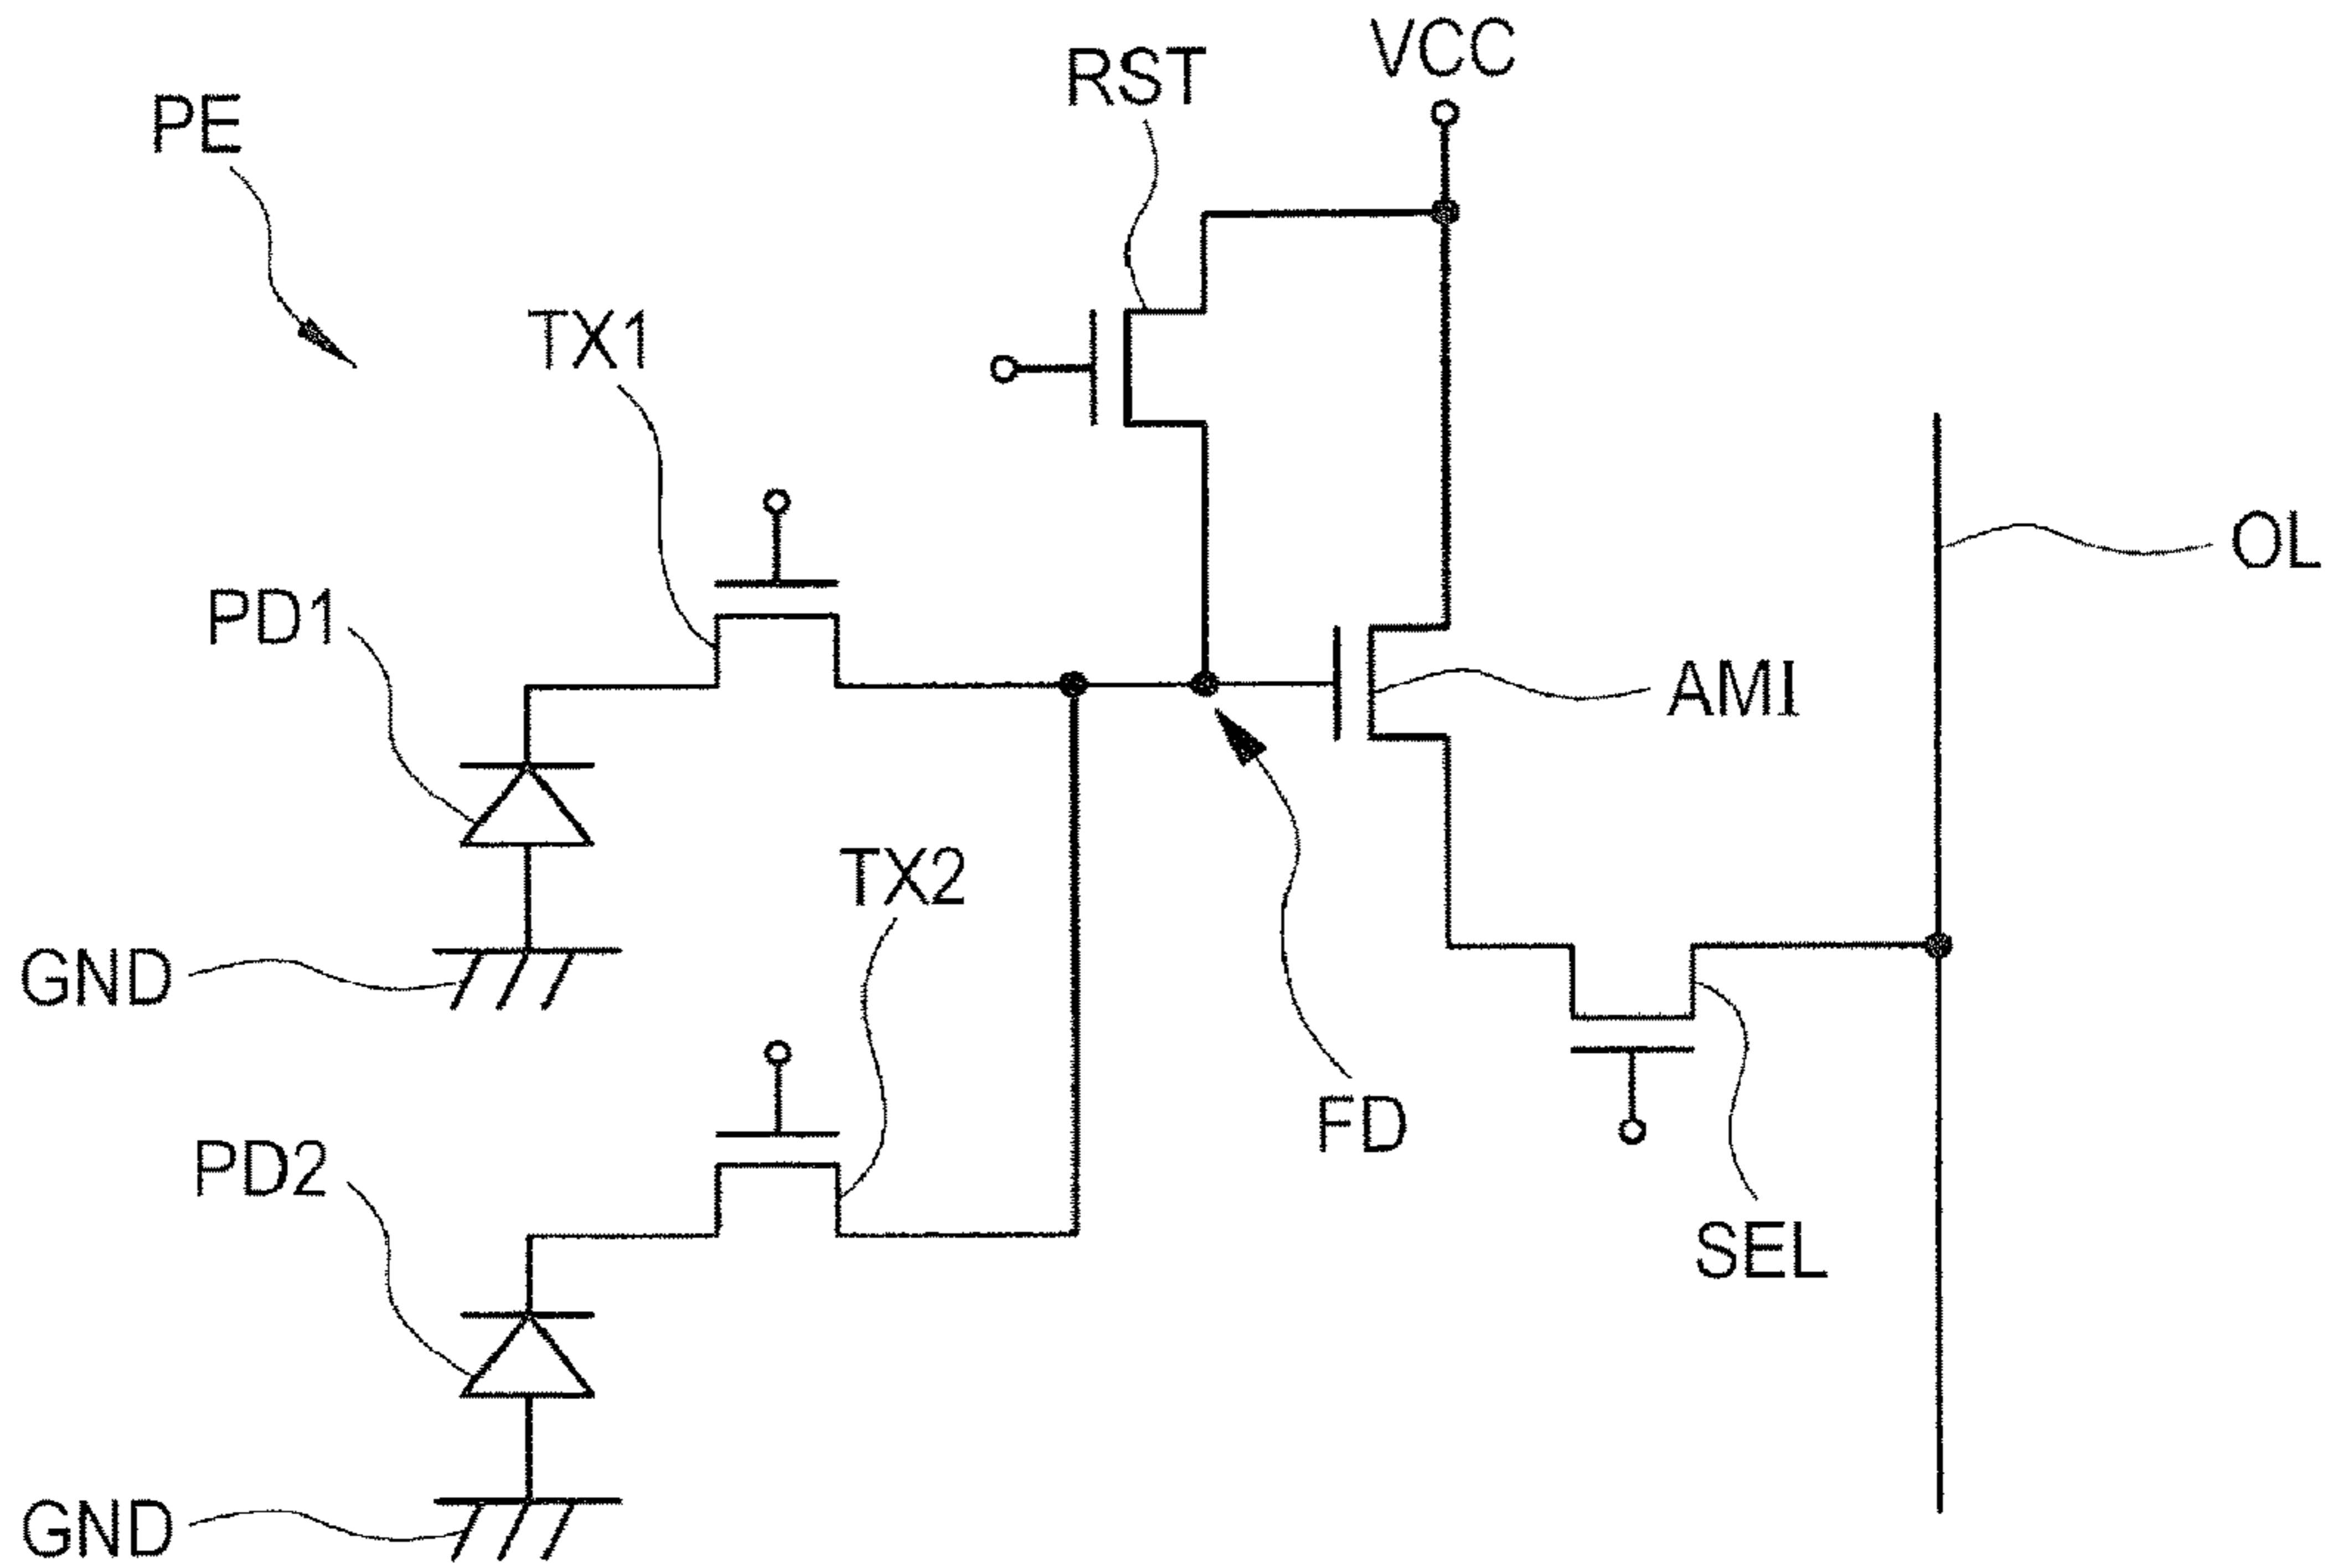 VCC
RST
PE
TX1
OL
PD1
AMI
TX2
GND
FD
PD2
SEL
GND